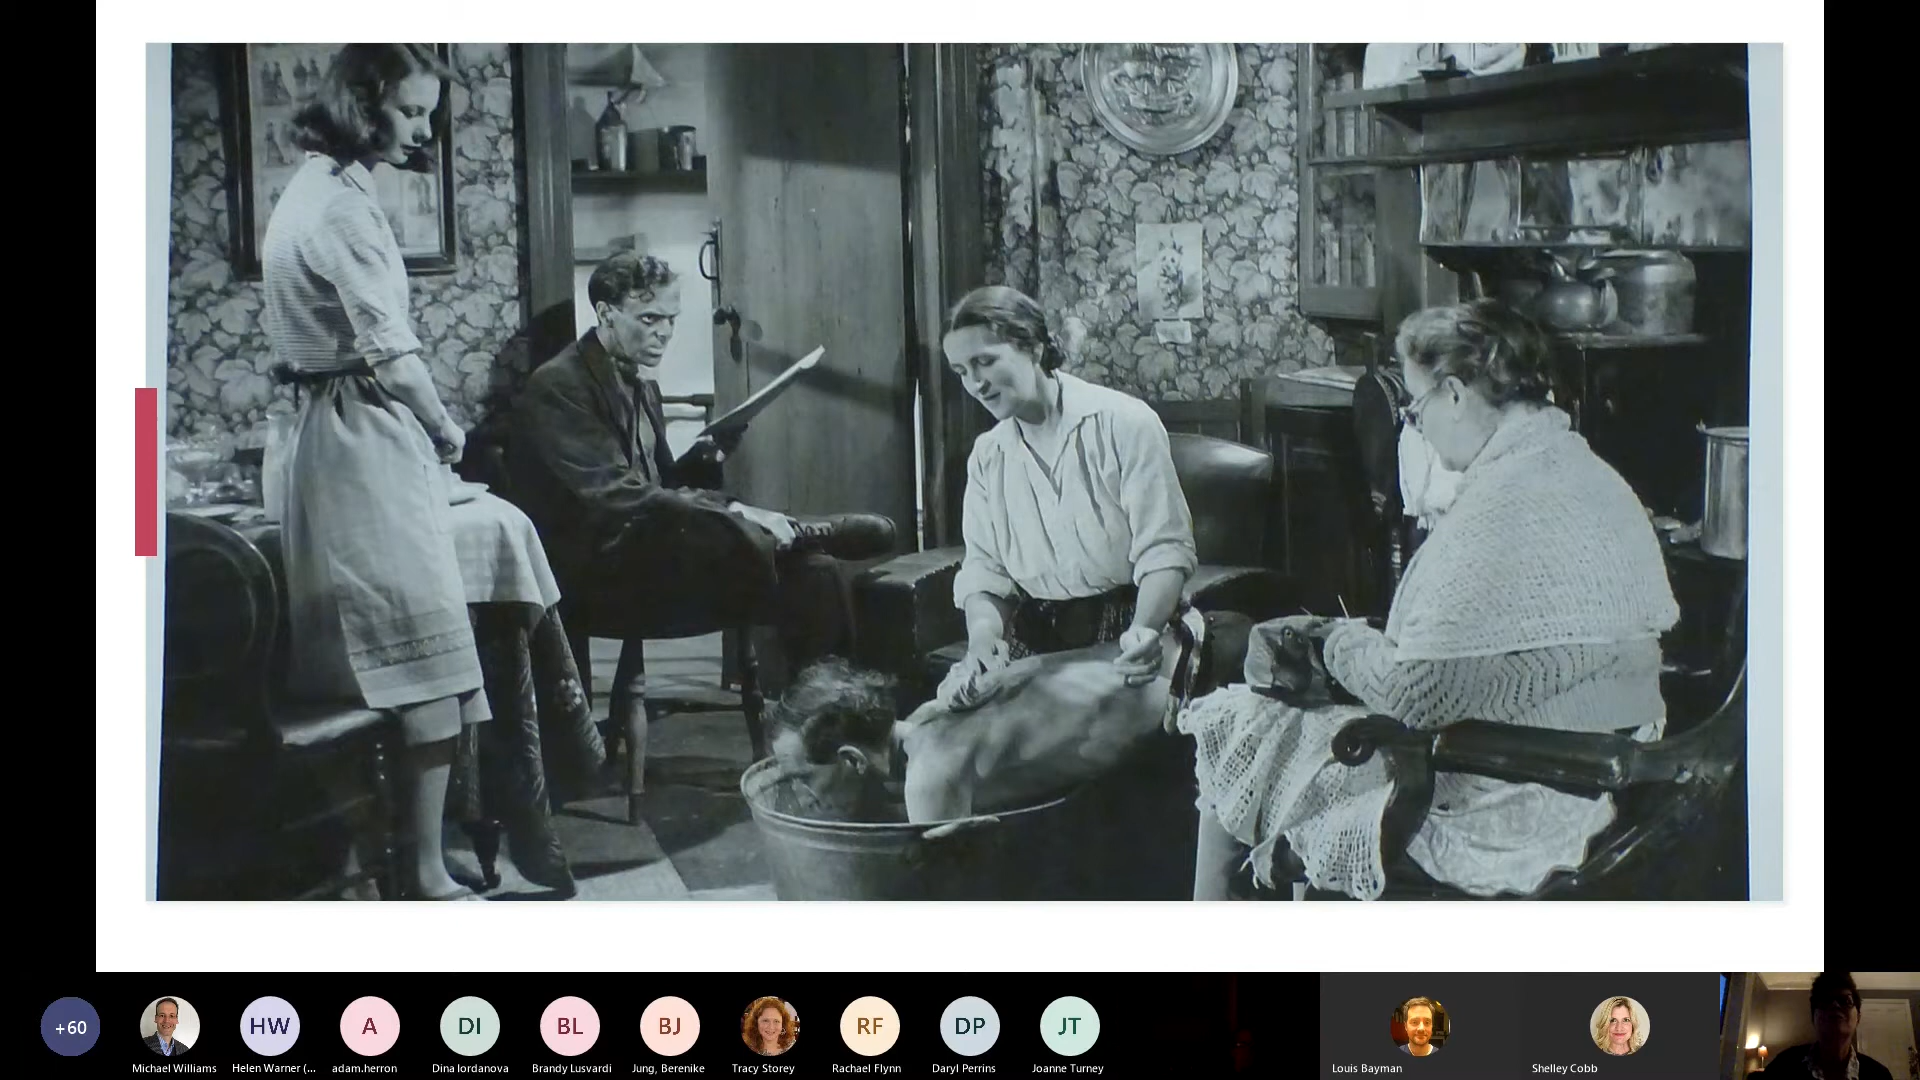 +60
Michael Williams
HW
Helen Warner (...
A
adam.herron
DI
Dina Iordanova
BL
Brandy Lusvardi
BJ
Jung, Berenike
Tracy Storey
RF
Rachael Flynn
DP
Daryl Perrins
JT
Joanne Turney
Louis Bayman
Shelley Cobb